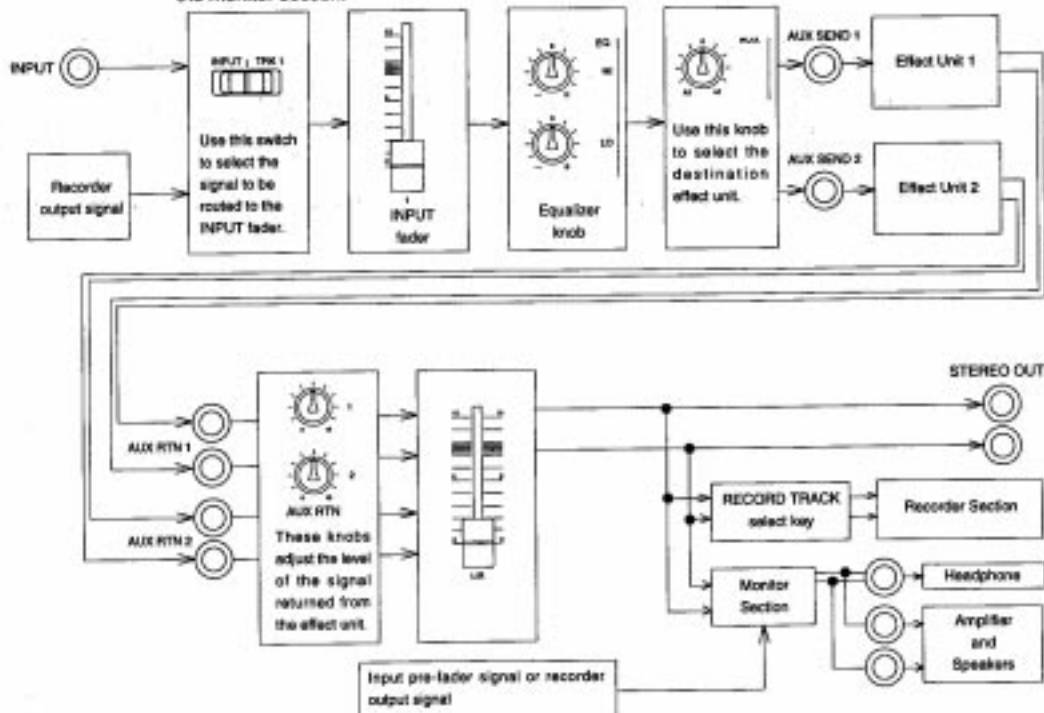 INPUT
INPUT | TRK 1
Use this switch
to select the
signal to be
routed to the
INPUT fader.
Recorder
output signal
1
INPUT
fader
EQ
HI
LO
Equalizer
knob
AUX
Use this knob
to select the
destination
effect unit.
AUX SEND 1
Effect Unit 1
AUX SEND 2
Effect Unit 2
AUX RTN 1
AUX RTN 2
1
2
AUX RTN
These knobs
adjust the level
of the signal
returned from
the effect unit.
L/R
STEREO OUT
RECORD TRACK
select key
Recorder Section
Monitor
Section
Headphone
Amplifier
and
Speakers
Input pre-fader signal or recorder
output signal